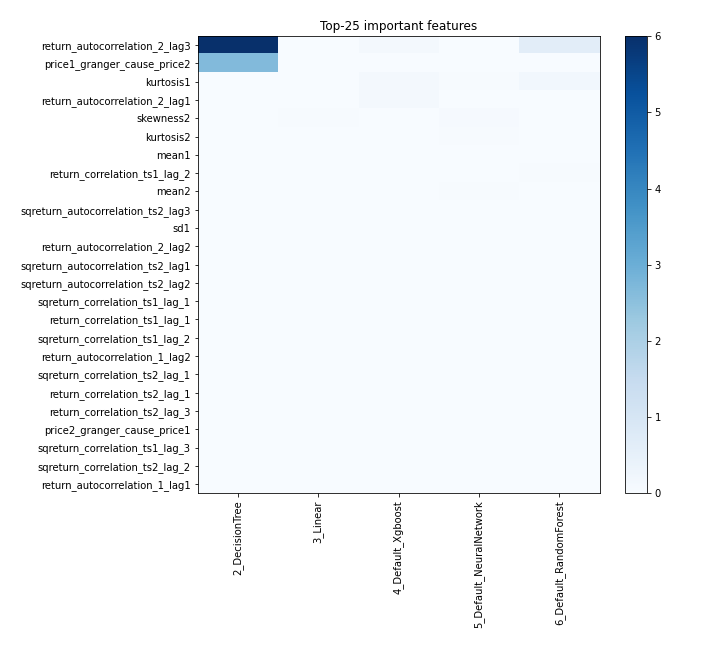 Top-25 important features
return_autocorrelation_2_lag3
price1_granger_cause_price2
kurtosis1
return_autocorrelation_2_lag1
skewness2
kurtosis2
mean1
return_correlation_ts1_lag_2
mean2
sqreturn_autocorrelation_ts2_lag3
sd1
return_autocorrelation_2_lag2
sqreturn_autocorrelation_ts2_lag1
sqreturn_autocorrelation_ts2_lag2
sqreturn_correlation_ts1_lag_1
return_correlation_ts1_lag_1
sqreturn_correlation_ts1_lag_2
return_autocorrelation_1_lag2
sqreturn_correlation_ts2_lag_1
return_correlation_ts2_lag_1
return_correlation_ts2_lag_3
price2_granger_cause_price1
sqreturn_correlation_ts1_lag_3
sqreturn_correlation_ts2_lag_2
return_autocorrelation_1_lag1
2_DecisionTree
3_Linear
4_Default_Xgboost
5_Default_NeuralNetwork
6_Default_RandomForest
6
5
4
3
2
1
0